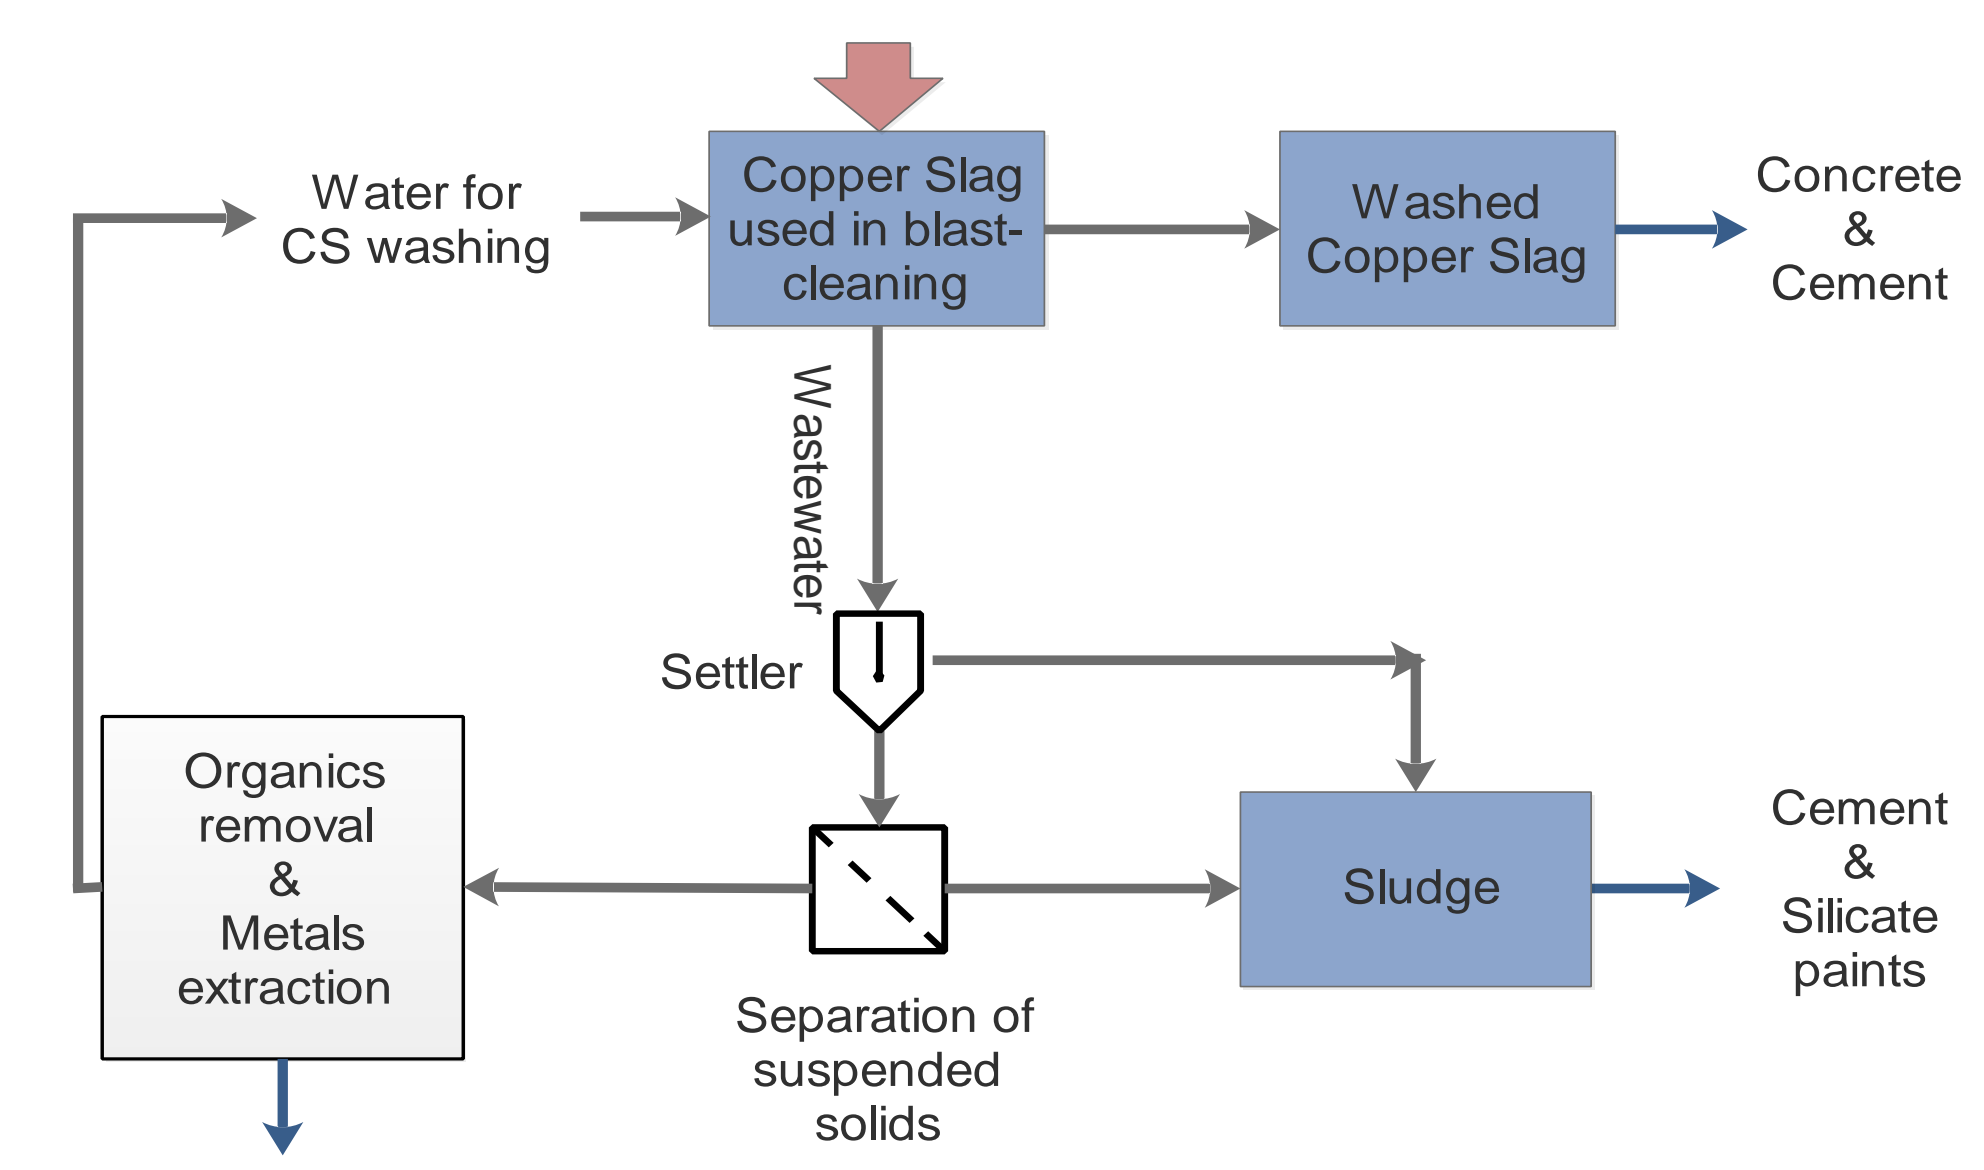 Water for
CS washing
Copper Slag
used in blast-
cleaning
Washed
Copper Slag
Concrete
&
Cement
Wastewater
Settler
Organics
removal
&
Metals
extraction
Separation of
suspended
solids
Sludge
Cement
&
Silicate
paints